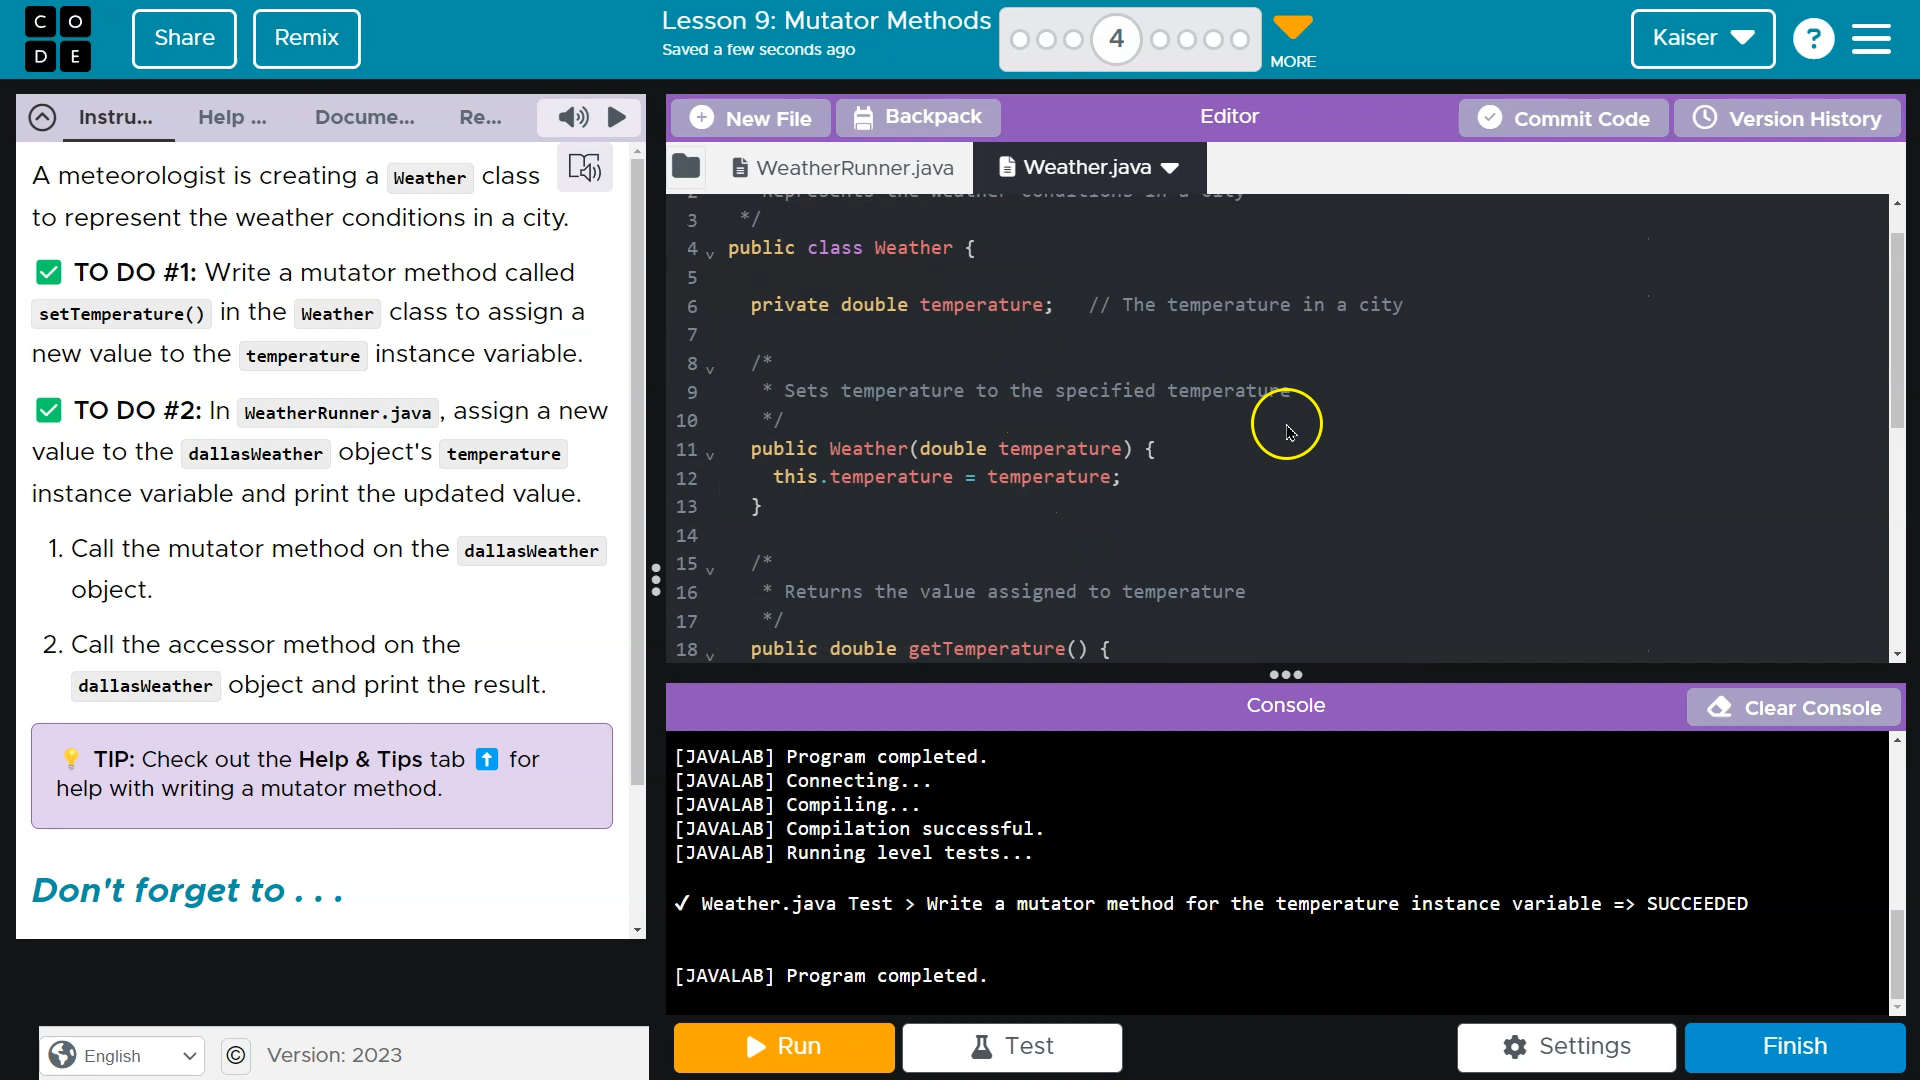 C O D E
Share
Remix
Lesson 9: Mutator Methods
Saved a few seconds ago
4
MORE
Kaiser
?
Instru...
Help ...
Docume...
Re...
A meteorologist is creating a Weather class
to represent the weather conditions in a city.
TO DO #1: Write a mutator method called
setTemperature() in the Weather class to assign a
new value to the temperature instance variable.
TO DO #2: In WeatherRunner.java, assign a new
value to the dallasWeather object's temperature
instance variable and print the updated value.
1. Call the mutator method on the dallasWeather
object.
2. Call the accessor method on the
dallasWeather object and print the result.
TIP: Check out the Help & Tips tab for
help with writing a mutator method.
Don't forget to . . .
English
©
Version: 2023
New File
Backpack
Editor
Commit Code
Version History
WeatherRunner.java
Weather.java
2 * Represents the weather conditions in a city
3 */
4 public class Weather {
5
6 private double temperature; // The temperature in a city
7
8 /*
9 * Sets temperature to the specified temperature
10 */
11 public Weather(double temperature) {
12 this.temperature = temperature;
13 }
14
15 /*
16 * Returns the value assigned to temperature
17 */
18 public double getTemperature() {
Console
Clear Console
[JAVALAB] Program completed.
[JAVALAB] Connecting...
[JAVALAB] Compiling...
[JAVALAB] Compilation successful.
[JAVALAB] Running level tests...
✓ Weather.java Test > Write a mutator method for the temperature instance variable => SUCCEEDED
[JAVALAB] Program completed.
Run
Test
Settings
Finish